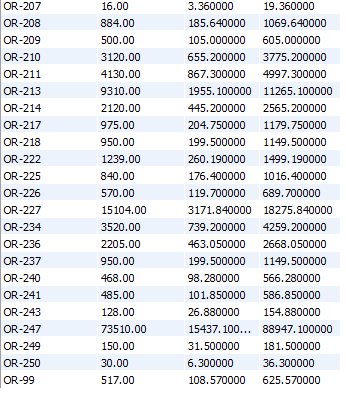 OR-207 16.00 3.360000 19.360000
OR-208 884.00 185.640000 1069.640000
OR-209 500.00 105.000000 605.000000
OR-210 3120.00 655.200000 3775.200000
OR-211 4130.00 867.300000 4997.300000
OR-213 9310.00 1955.100000 11265.100000
OR-214 2120.00 445.200000 2565.200000
OR-217 975.00 204.750000 1179.750000
OR-218 950.00 199.500000 1149.500000
OR-222 1239.00 260.190000 1499.190000
OR-225 840.00 176.400000 1016.400000
OR-226 570.00 119.700000 689.700000
OR-227 15104.00 3171.840000 18275.840000
OR-234 3520.00 739.200000 4259.200000
OR-236 2205.00 463.050000 2668.050000
OR-237 950.00 199.500000 1149.500000
OR-240 468.00 98.280000 566.280000
OR-241 485.00 101.850000 586.850000
OR-243 128.00 26.880000 154.880000
OR-247 73510.00 15437.100... 88947.100000
OR-249 150.00 31.500000 181.500000
OR-250 30.00 6.300000 36.300000
OR-99 517.00 108.570000 625.570000